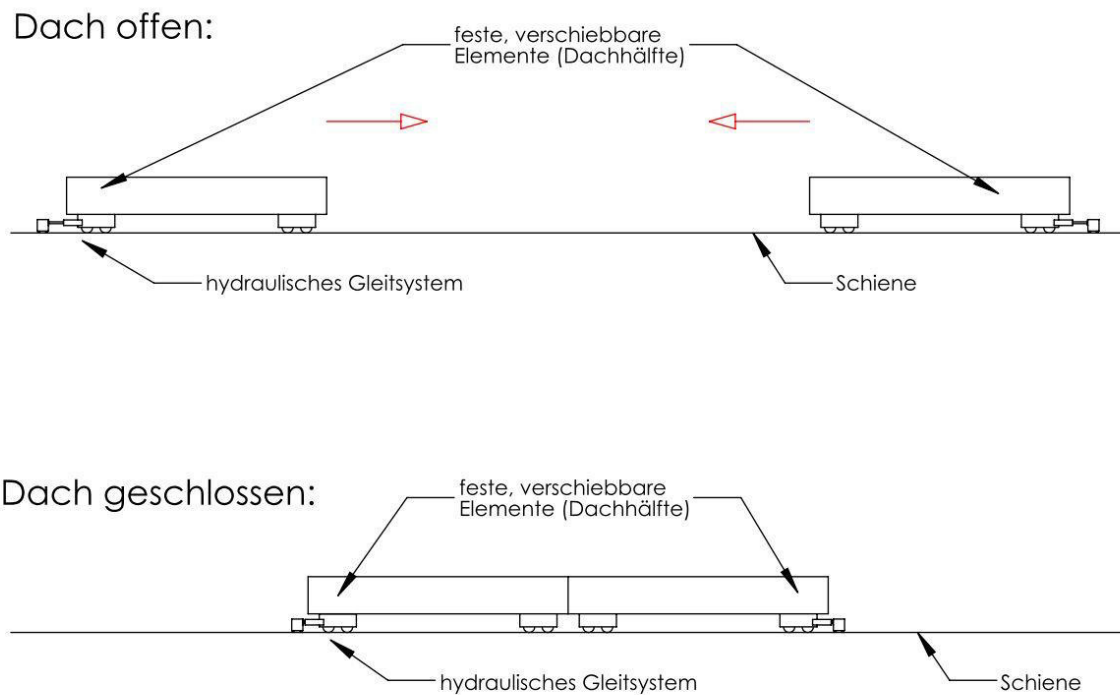 Dach offen:
feste, verschiebbare
Elemente (Dachhälfte)
hydraulisches Gleitsystem
Schiene
Dach geschlossen:
feste, verschiebbare
Elemente (Dachhälfte)
hydraulisches Gleitsystem
Schiene